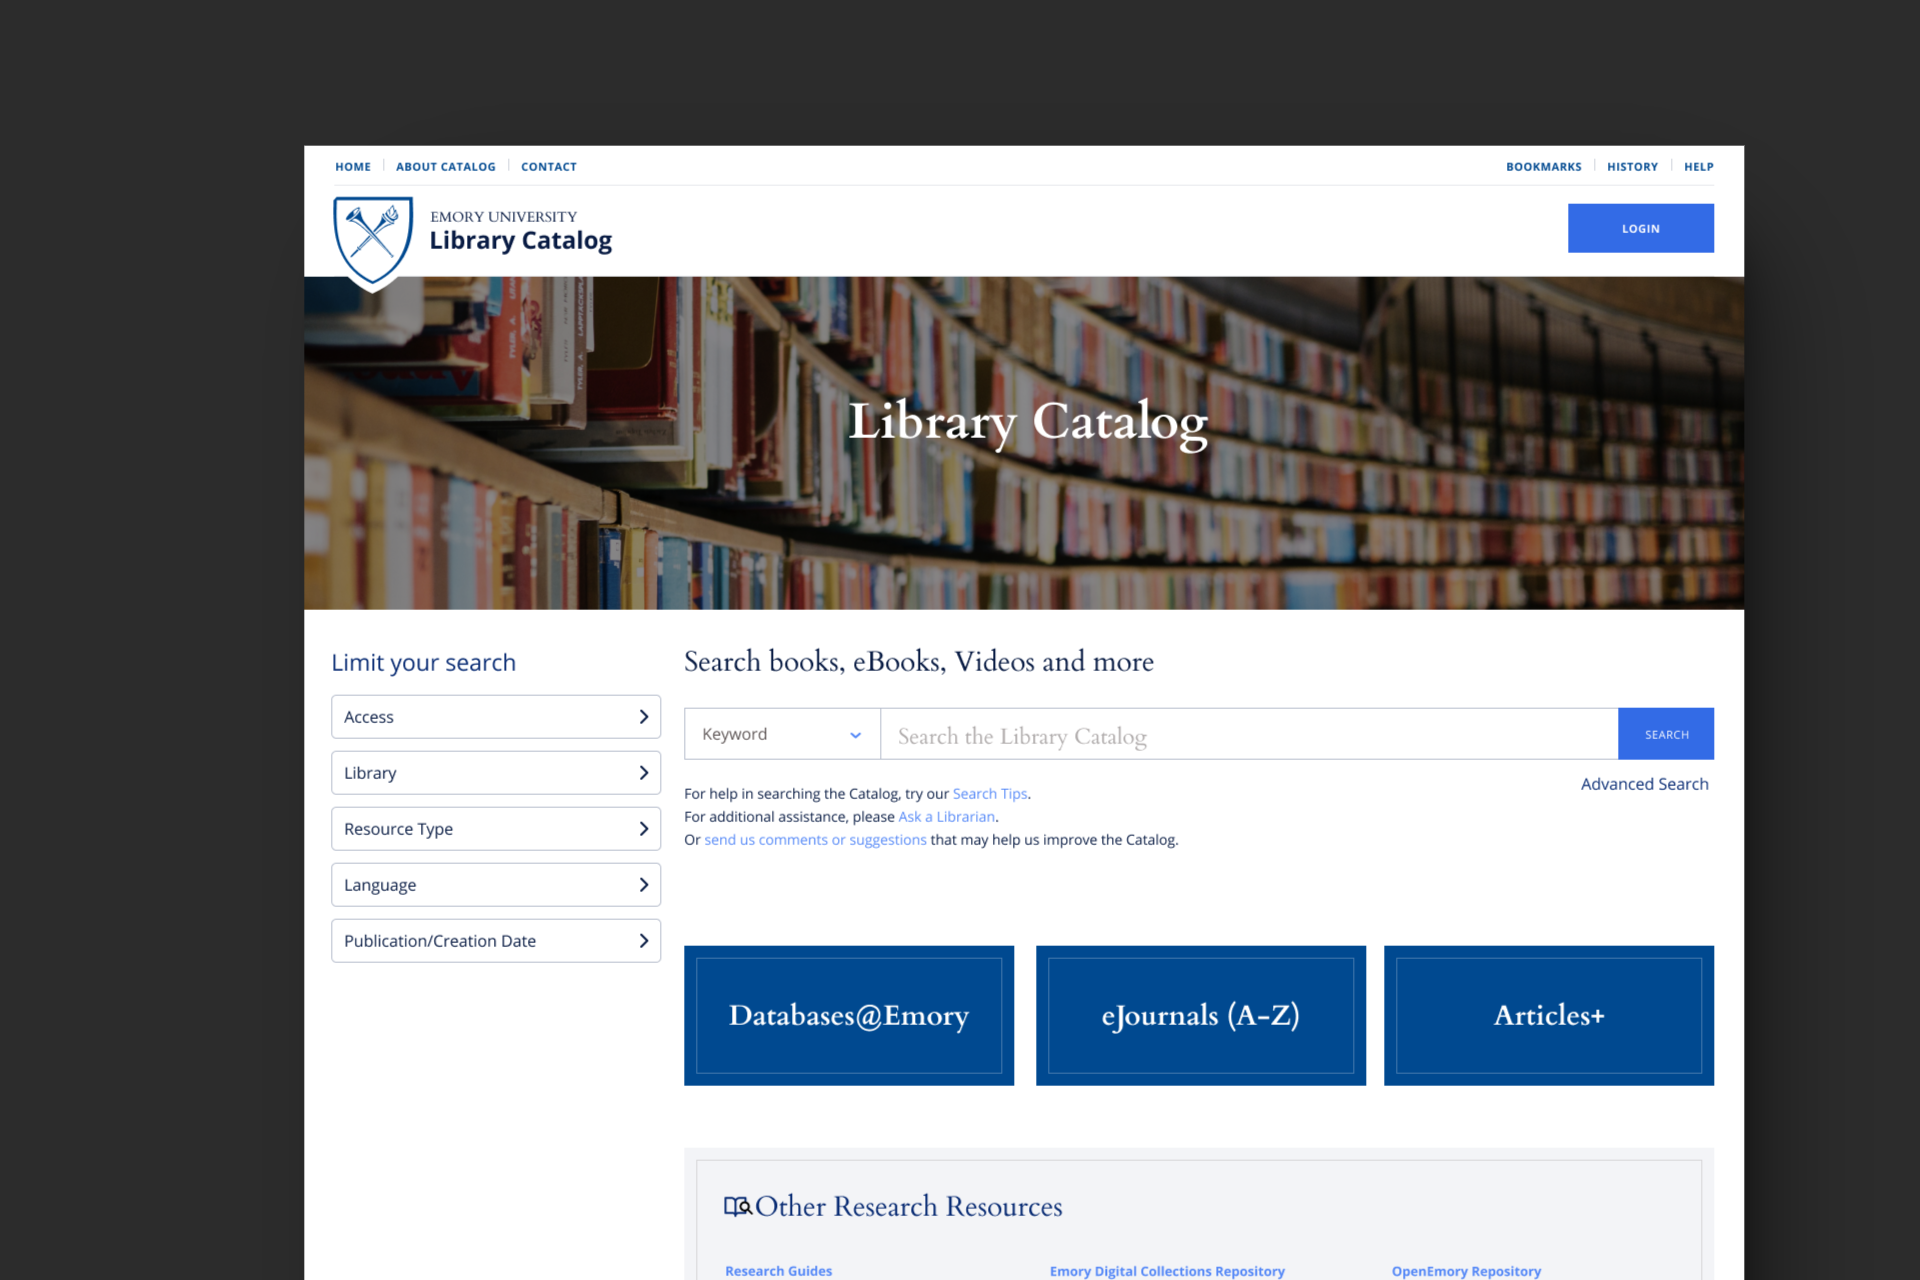 HOME ABOUT CATALOG CONTACT
BOOKMARKS HISTORY HELP
EMORY UNIVERSITY
Library Catalog
LOGIN
Library Catalog
Limit your search
Access
Library
Resource Type
Language
Publication/Creation Date
Search books, eBooks, Videos and more
Keyword
Search the Library Catalog
SEARCH
Advanced Search
For help in searching the Catalog, try our Search Tips.
For additional assistance, please Ask a Librarian.
Or send us comments or suggestions that may help us improve the Catalog.
Databases@Emory
eJournals (A-Z)
Articles+
Other Research Resources
Research Guides
Emory Digital Collections Repository
OpenEmory Repository